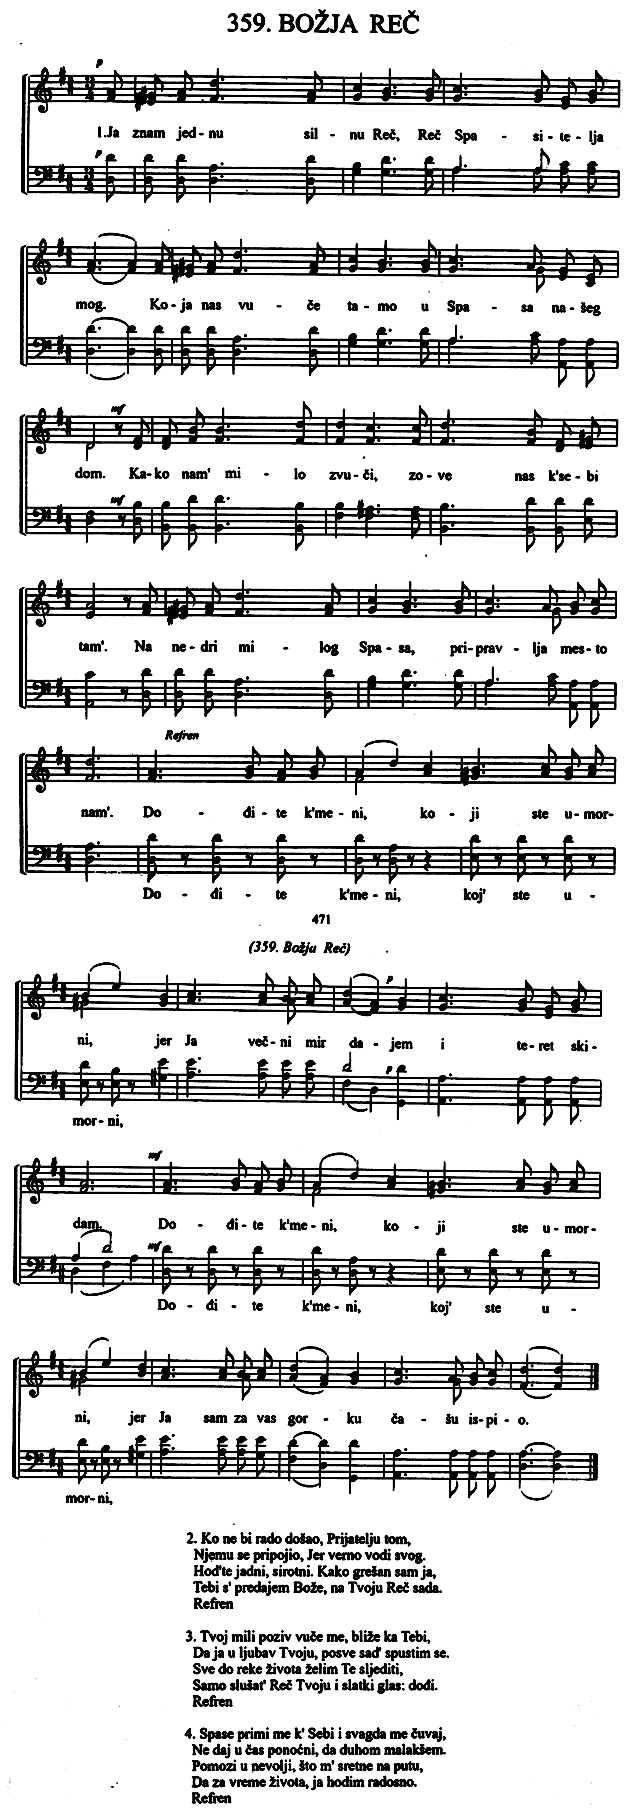 359. BOŽJA REČ
p
1.Ja znam jed-nu sil - nu Reč, Reč Spa - si - te - lja
p
mog. Ko-ja nas vu - če ta-mo u Spa - sa na-šeg
mf
dom. Ka-ko nam' mi - lo zvu-či, zo-ve nas k'se-bi
mf
tam'. Na ne-dri mi - log Spa-sa, pri-prav - lja mes-to
Refren
nam'. Do - đi-te k'me-ni, ko - ji ste u-mor-
Do - đi - te k'me-ni, koj' ste u -
471
(359. Božja Reč)
p
ni, jer Ja več-ni mir da-jem i te-ret ski-
p
mor-ni,
mf
dam. Do - đi-te k'me-ni, ko - ji ste u-mor-
mf
Do - đi - te k'me-ni, koj' ste u -
ni, jer Ja sam za vas gor - ku ča - šu is-pi - o.
mor-ni,
2. Ko ne bi rado došao, Prijatelju tom,
Njemu se pripojio, Jer verno vodi svog.
Hod'te jadni, sirotni. Kako grešan sam ja,
Tebi s' predajem Bože, na Tvoju Reč sada.
Refren
3. Tvoj mili poziv vuče me, bliže ka Tebi,
Da ja u ljubav Tvoju, posve sad' spustim se.
Sve do reke života želim Te sljediti,
Samo slušat' Reč Tvoju i slatki glas: dođi.
Refren
4. Spase primi me k' Sebi i svagda me čuvaj,
Ne daj u čas ponoćni, da duhom malakšem.
Pomozi u nevolji, što m' sretne na putu,
Da za vreme života, ja hodim radosno.
Refren